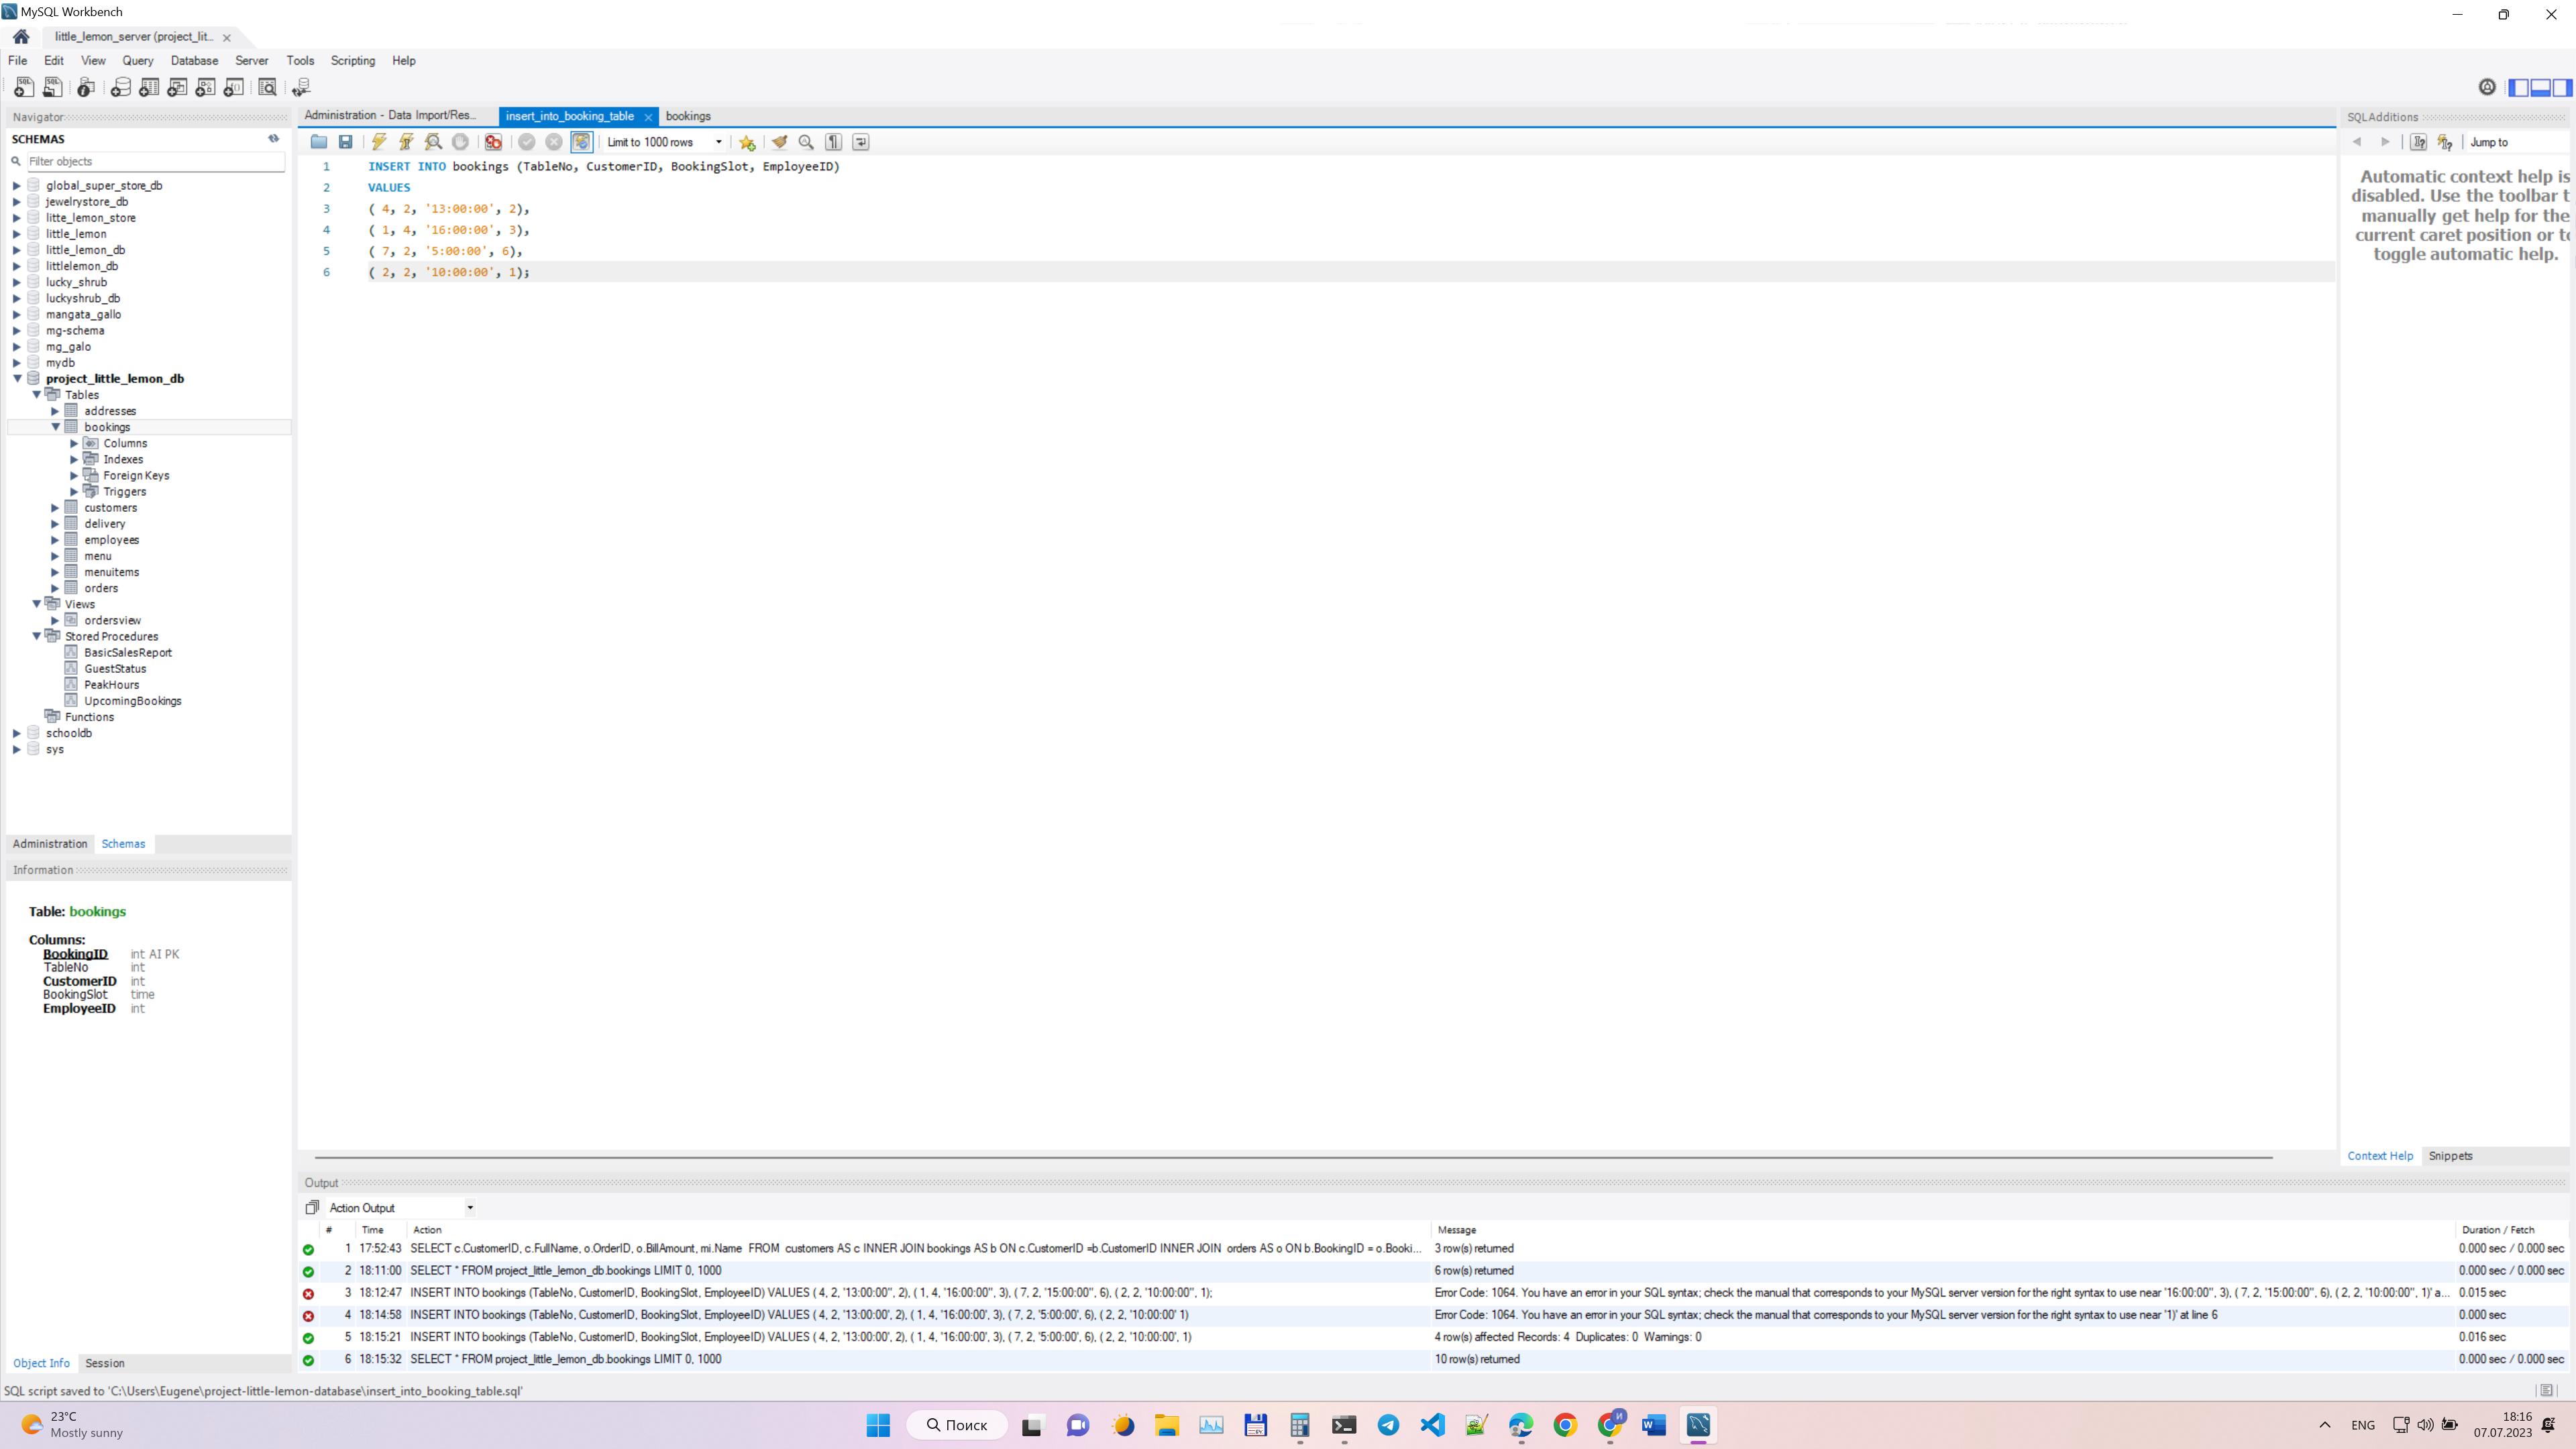 MySQL Workbench
little_lemon_server (project_lit...
File Edit View Query Database Server Tools Scripting Help
Navigator
SCHEMAS
Filter objects
global_super_store_db
jewelrystore_db
litte_lemon_store
little_lemon
little_lemon_db
littlelemon_db
lucky_shrub
luckyshrub_db
mangata_gallo
mg-schema
mg_galo
mydb
project_little_lemon_db
Tables
addresses
bookings
Columns
Indexes
Foreign Keys
Triggers
customers
delivery
employees
menu
menuitems
orders
Views
ordersview
Stored Procedures
BasicSalesReport
GuestStatus
PeakHours
UpcomingBookings
Functions
schooldb
sys
Administration Schemas
Information
Table: bookings
Columns:
BookingID int AI PK
TableNo int
CustomerID int
BookingSlot time
EmployeeID int
Object Info Session
Administration - Data Import/Res... insert_into_booking_table bookings
Limit to 1000 rows
1 INSERT INTO bookings (TableNo, CustomerID, BookingSlot, EmployeeID)
2 VALUES
3 ( 4, 2, '13:00:00', 2),
4 ( 1, 4, '16:00:00', 3),
5 ( 7, 2, '5:00:00', 6),
6 ( 2, 2, '10:00:00', 1);
SQLAdditions
Jump to
Automatic context help is
disabled. Use the toolbar t
manually get help for the
current caret position or to
toggle automatic help.
Context Help Snippets
Output
Action Output
# Time Action Message Duration / Fetch
1 17:52:43 SELECT c.CustomerID, c.FullName, o.OrderID, o.BillAmount, mi.Name FROM customers AS c INNER JOIN bookings AS b ON c.CustomerID =b.CustomerID INNER JOIN orders AS o ON b.BookingID = o.Booki... 3 row(s) returned 0.000 sec / 0.000 sec
2 18:11:00 SELECT * FROM project_little_lemon_db.bookings LIMIT 0, 1000 6 row(s) returned 0.000 sec / 0.000 sec
3 18:12:47 INSERT INTO bookings (TableNo, CustomerID, BookingSlot, EmployeeID) VALUES ( 4, 2, '13:00:00'', 2), ( 1, 4, '16:00:00'', 3), ( 7, 2, '15:00:00'', 6), ( 2, 2, '10:00:00'', 1); Error Code: 1064. You have an error in your SQL syntax; check the manual that corresponds to your MySQL server version for the right syntax to use near '16:00:00'', 3), ( 7, 2, '15:00:00'', 6), ( 2, 2, '10:00:00'', 1)' a... 0.015 sec
4 18:14:58 INSERT INTO bookings (TableNo, CustomerID, BookingSlot, EmployeeID) VALUES ( 4, 2, '13:00:00', 2), ( 1, 4, '16:00:00', 3), ( 7, 2, '5:00:00', 6), ( 2, 2, '10:00:00' 1) Error Code: 1064. You have an error in your SQL syntax; check the manual that corresponds to your MySQL server version for the right syntax to use near '1)' at line 6 0.000 sec
5 18:15:21 INSERT INTO bookings (TableNo, CustomerID, BookingSlot, EmployeeID) VALUES ( 4, 2, '13:00:00', 2), ( 1, 4, '16:00:00', 3), ( 7, 2, '5:00:00', 6), ( 2, 2, '10:00:00', 1) 4 row(s) affected Records: 4 Duplicates: 0 Warnings: 0 0.016 sec
6 18:15:32 SELECT * FROM project_little_lemon_db.bookings LIMIT 0, 1000 10 row(s) returned 0.000 sec / 0.000 sec
SQL script saved to 'C:\Users\Eugene\project-little-lemon-database\insert_into_booking_table.sql'
23°C
Mostly sunny
Поиск
ENG
18:16
07.07.2023